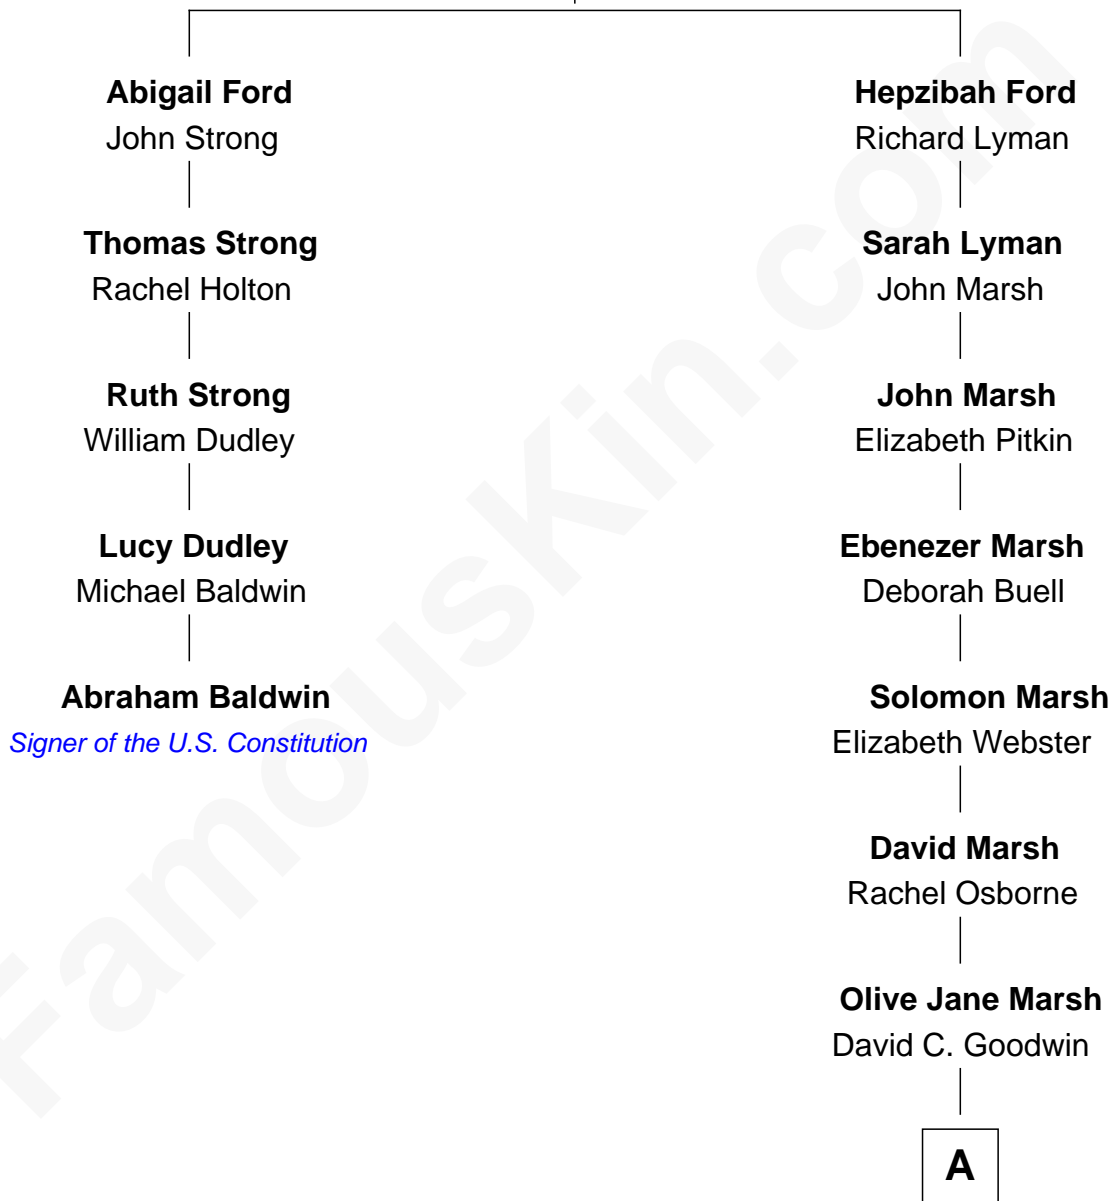 Abigail Ford
John Strong
Thomas Strong
Rachel Holton
Ruth Strong
William Dudley
Lucy Dudley
Michael Baldwin
Abraham Baldwin
Signer of the U.S. Constitution
Hepzibah Ford
Richard Lyman
Sarah Lyman
John Marsh
John Marsh
Elizabeth Pitkin
Ebenezer Marsh
Deborah Buell
Solomon Marsh
Elizabeth Webster
David Marsh
Rachel Osborne
Olive Jane Marsh
David C. Goodwin
A
FamousKin.com